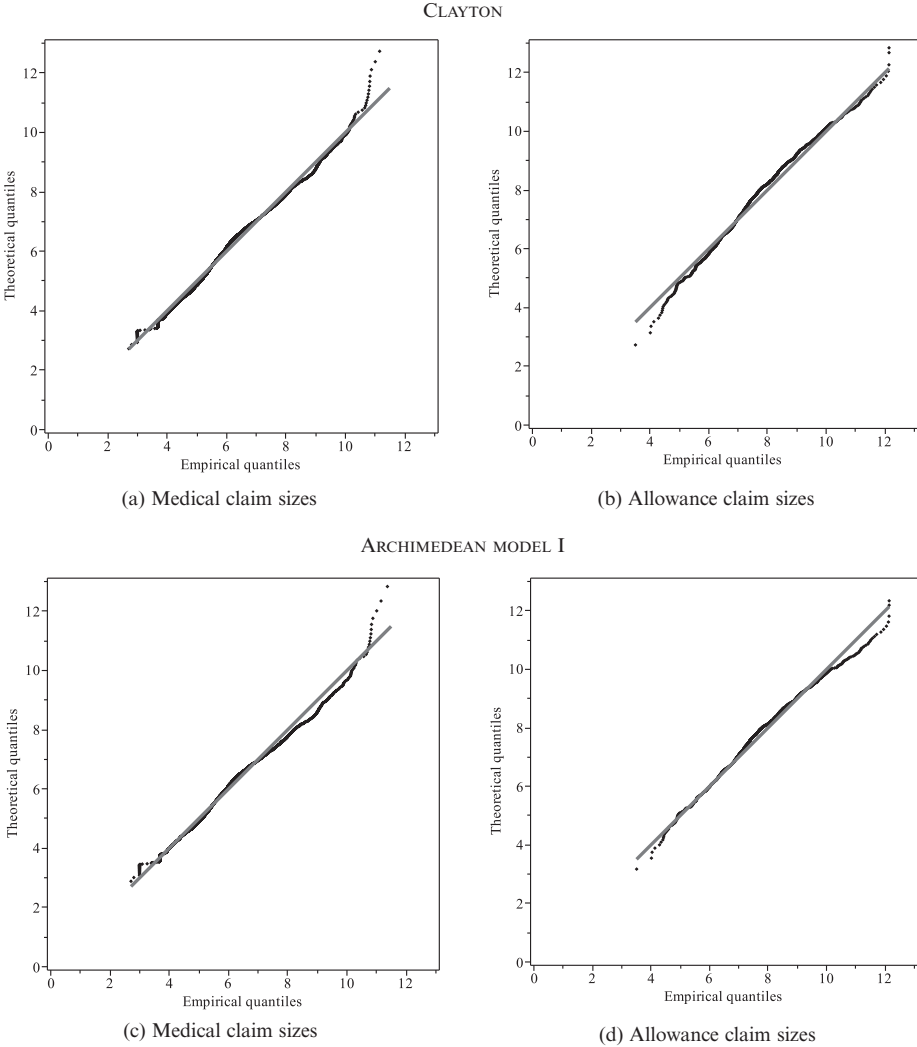 CLAYTON
12
10
8
6
4
2
0
Theoretical quantiles
0 2 4 6 8 10 12
Empirical quantiles
(a) Medical claim sizes
12
10
8
6
4
2
0
Theoretical quantiles
0 2 4 6 8 10 12
Empirical quantiles
(b) Allowance claim sizes
ARCHIMEDEAN MODEL I
12
10
8
6
4
2
0
Theoretical quantiles
0 2 4 6 8 10 12
Empirical quantiles
(c) Medical claim sizes
12
10
8
6
4
2
0
Theoretical quantiles
0 2 4 6 8 10 12
Empirical quantiles
(d) Allowance claim sizes